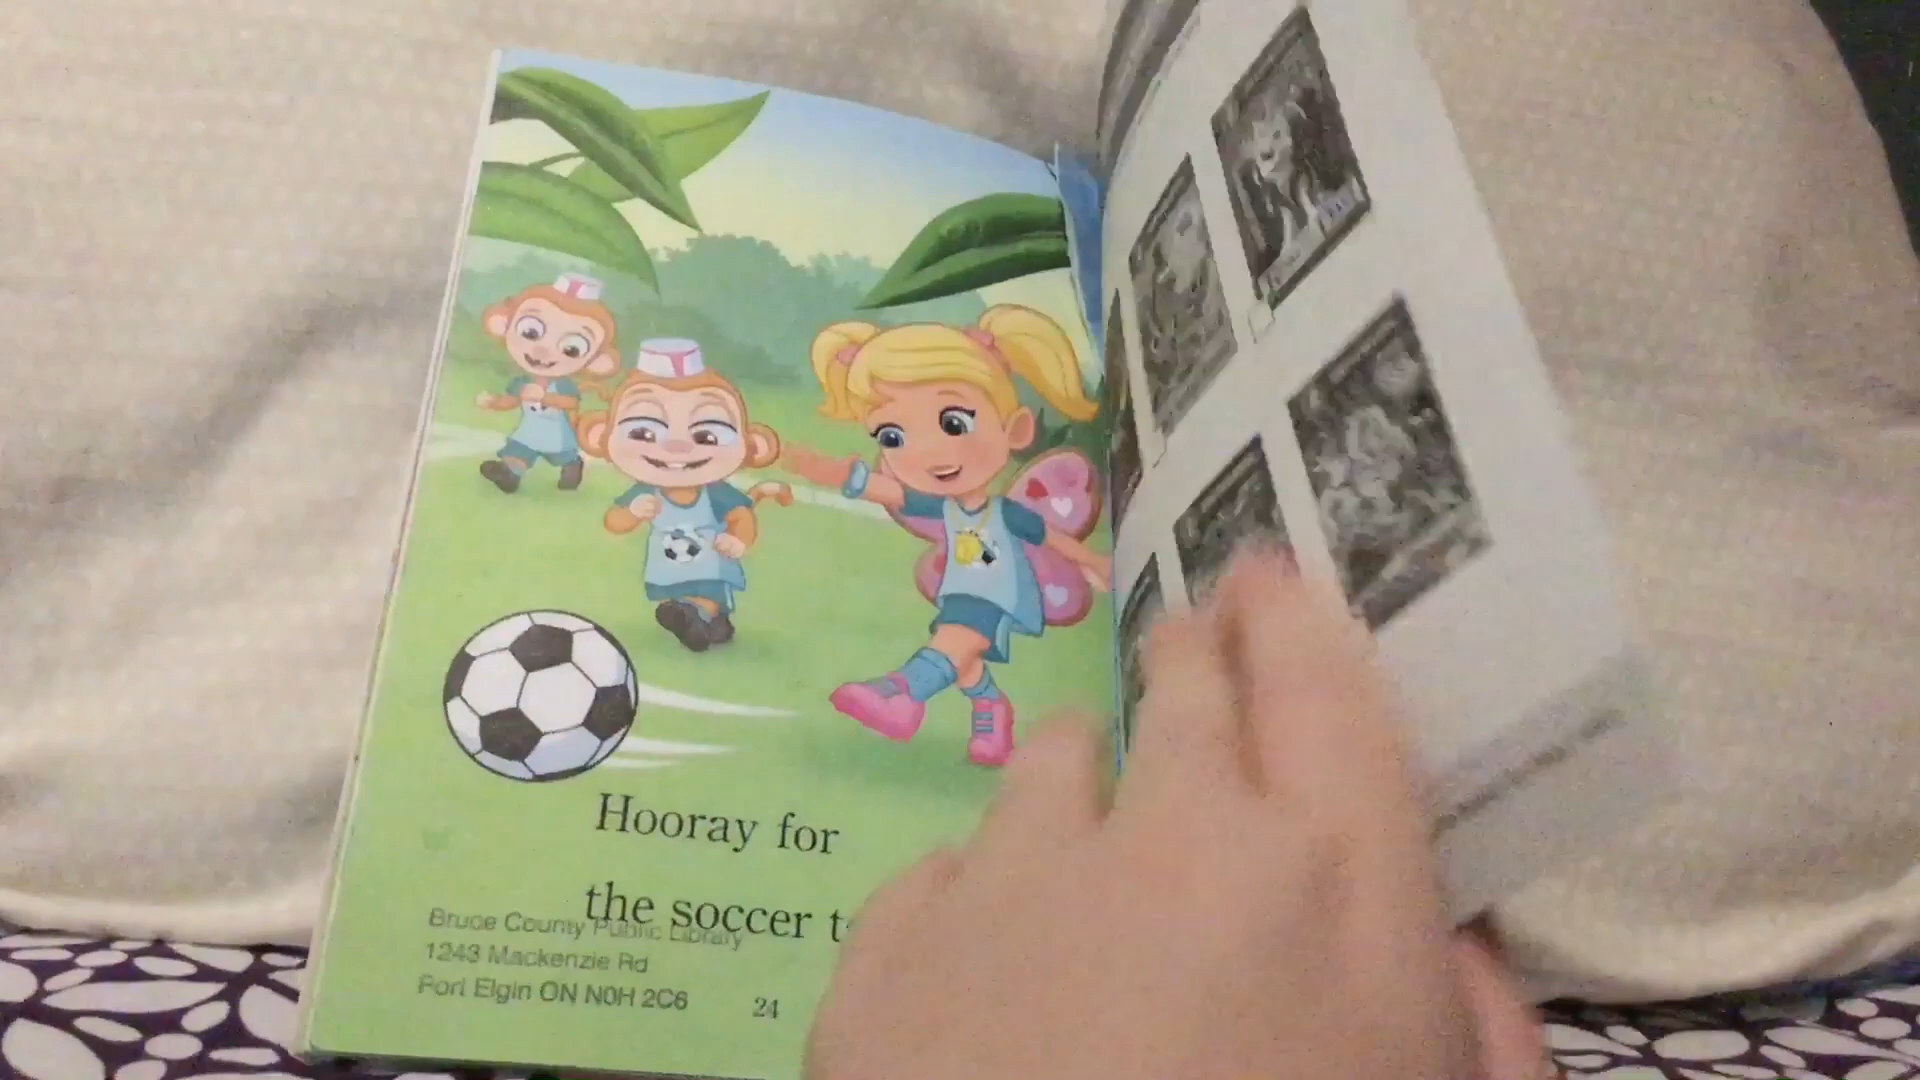 Hooray for
the soccer
Bruce County Public Library
1243 Mackenzie Rd
Port Elgin ON N0H 2C6
24